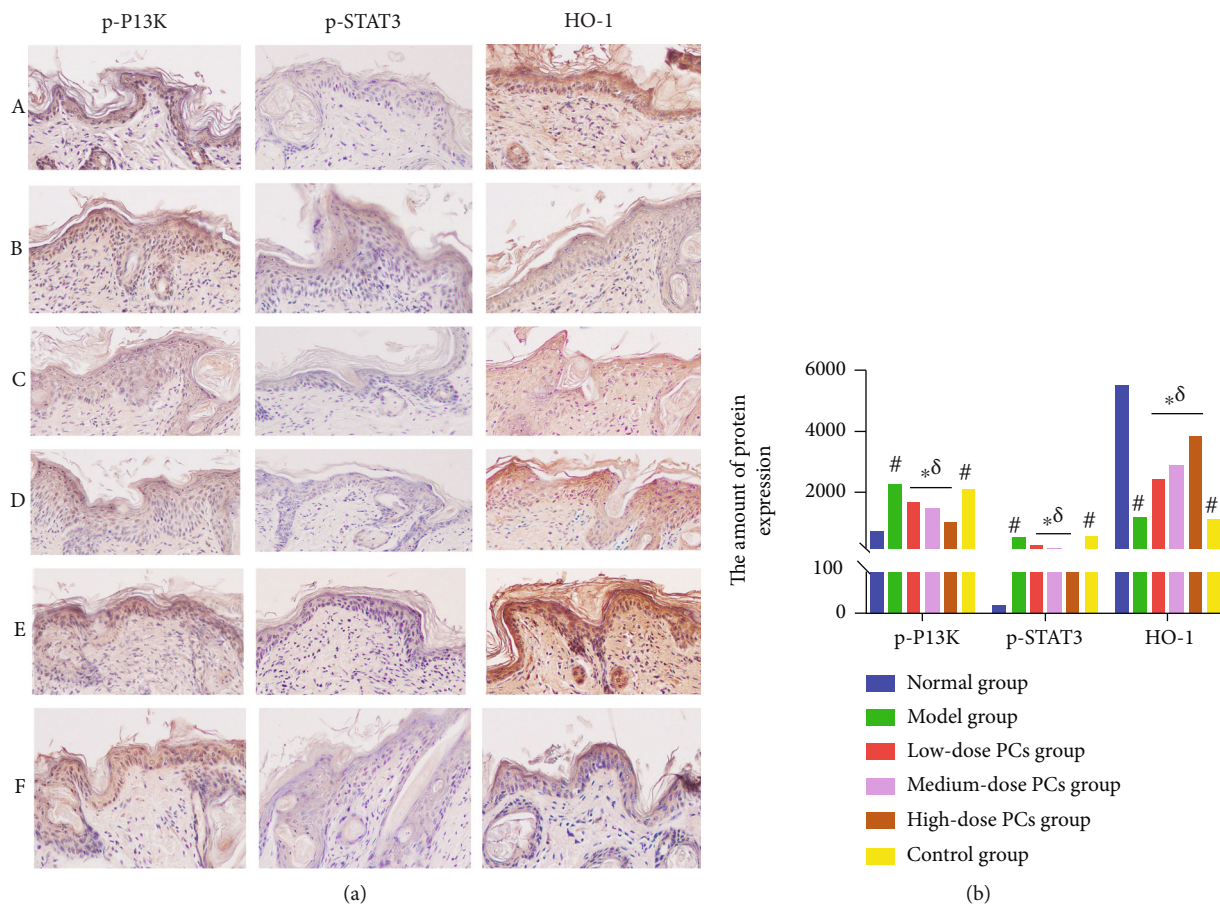 p-P13K p-STAT3 HO-1
A
B
C
D
E
F
(a)
The amount of protein
expression
6000
4000
2000
100
0
# *δ #
# *δ #
# *δ #
p-P13K p-STAT3 HO-1
Normal group
Model group
Low-dose PCs group
Medium-dose PCs group
High-dose PCs group
Control group
(b)